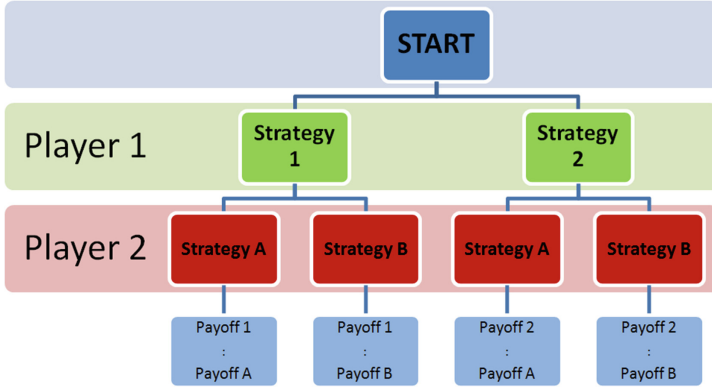 START
Player 1
Strategy
1
Strategy
2
Player 2
Strategy A
Strategy B
Strategy A
Strategy B
Payoff 1
:
Payoff A
Payoff 1
:
Payoff B
Payoff 2
:
Payoff A
Payoff 2
:
Payoff B